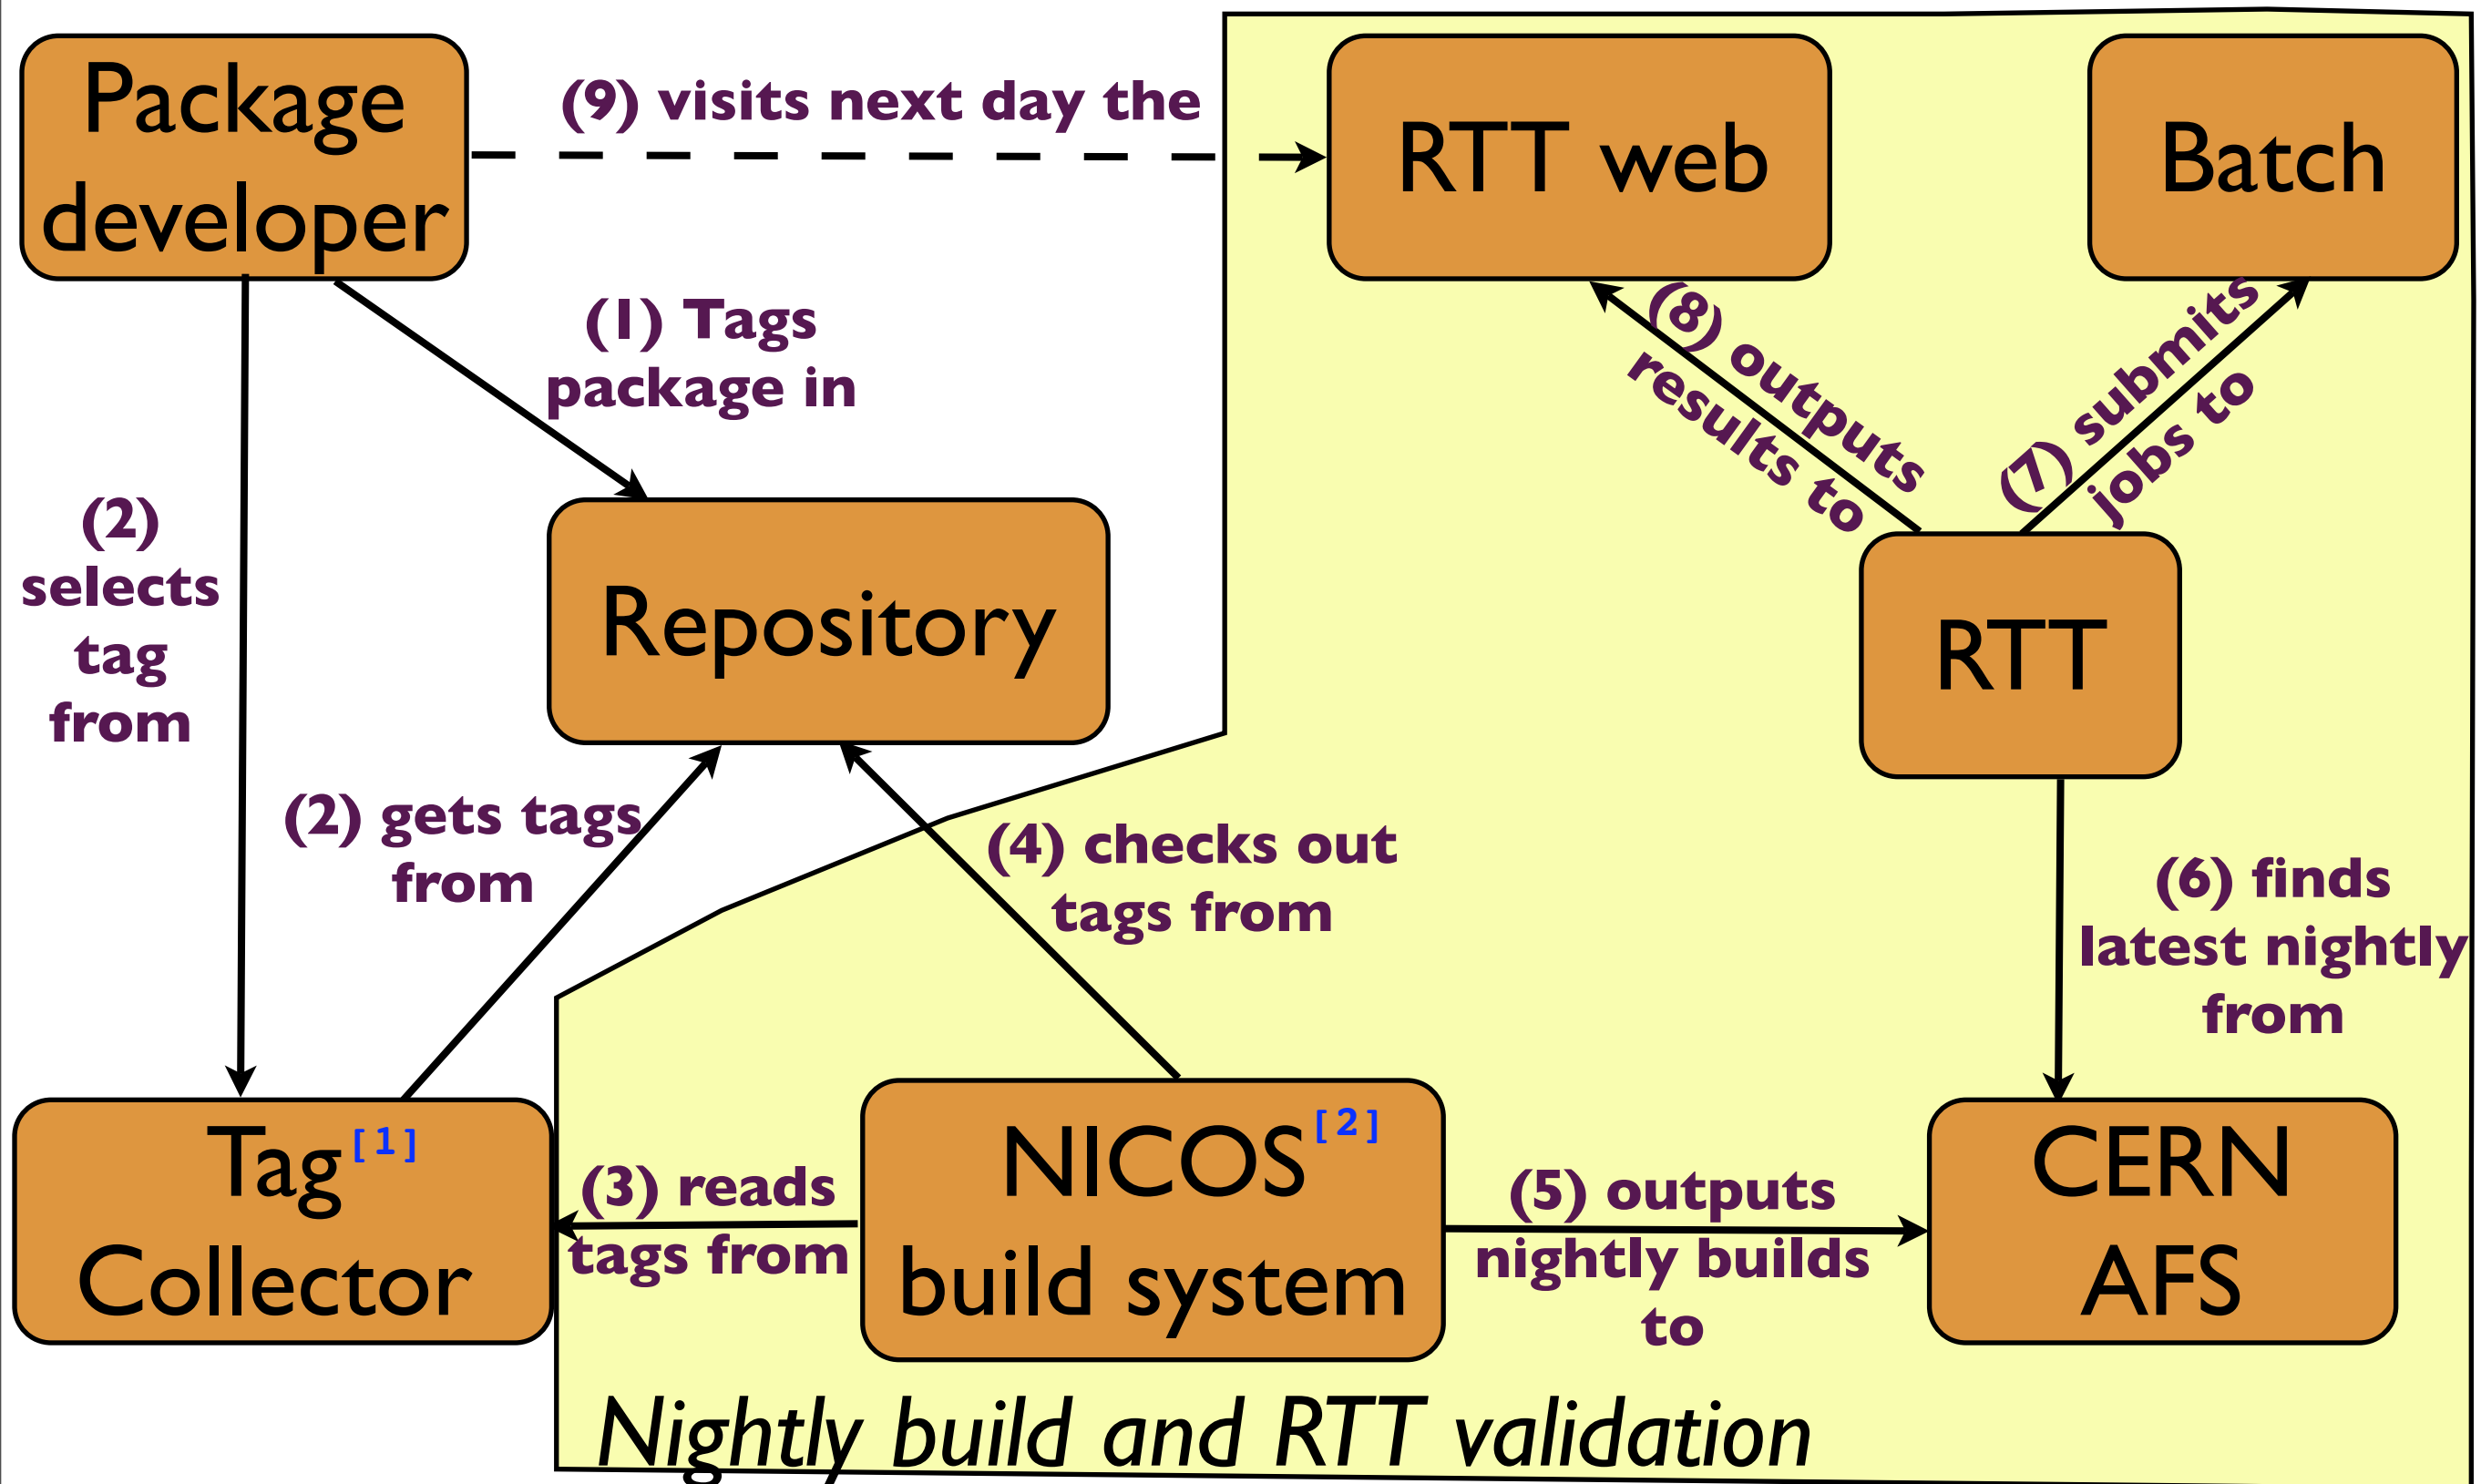 Package
developer
(9) visits next day the
RTT web
Batch
(1) Tags
package in
(8) outputs
results to
(7) submits
jobs to
(2)
selects
tag
from
Repository
RTT
(2) gets tags
from
(4) checks out
tags from
(6) finds
latest nightly
from
Tag[1]
Collector
(3) reads
tags from
NICOS[2]
build system
(5) outputs
nightly builds
to
CERN
AFS
Nightly build and RTT validation